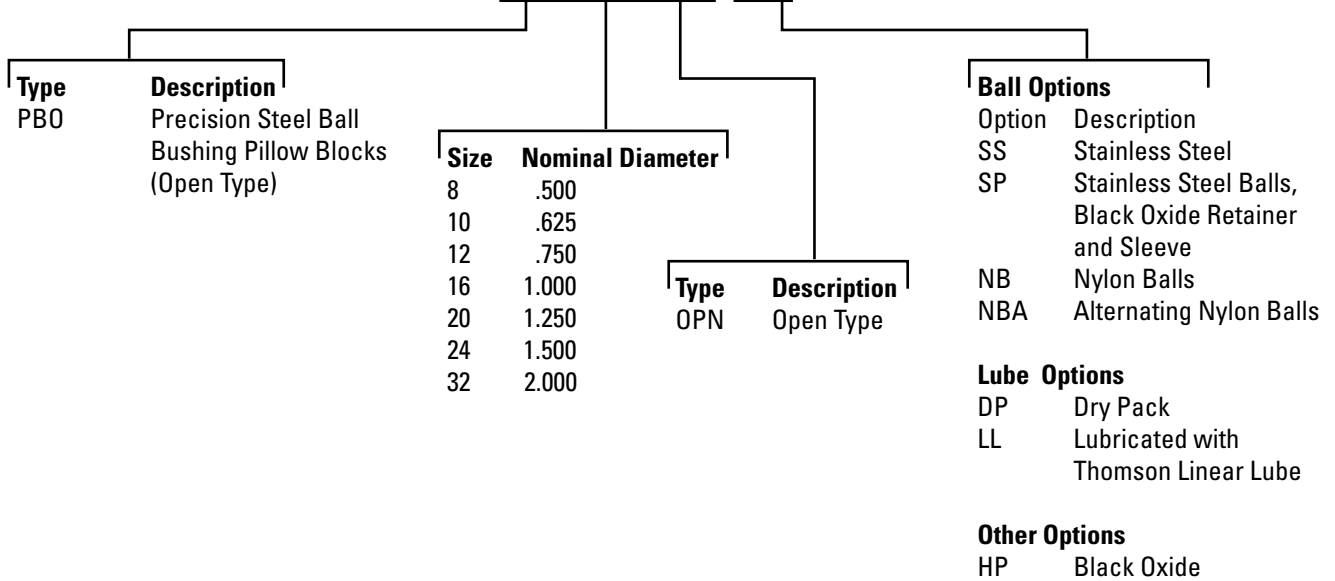 Type Description
PBO Precision Steel Ball
Bushing Pillow Blocks
(Open Type)
Size Nominal Diameter
8 .500
10 .625
12 .750
16 1.000
20 1.250
24 1.500
32 2.000
Type Description
OPN Open Type
Ball Options
Option Description
SS Stainless Steel
SP Stainless Steel Balls,
Black Oxide Retainer
and Sleeve
NB Nylon Balls
NBA Alternating Nylon Balls
Lube Options
DP Dry Pack
LL Lubricated with
Thomson Linear Lube
Other Options
HP Black Oxide